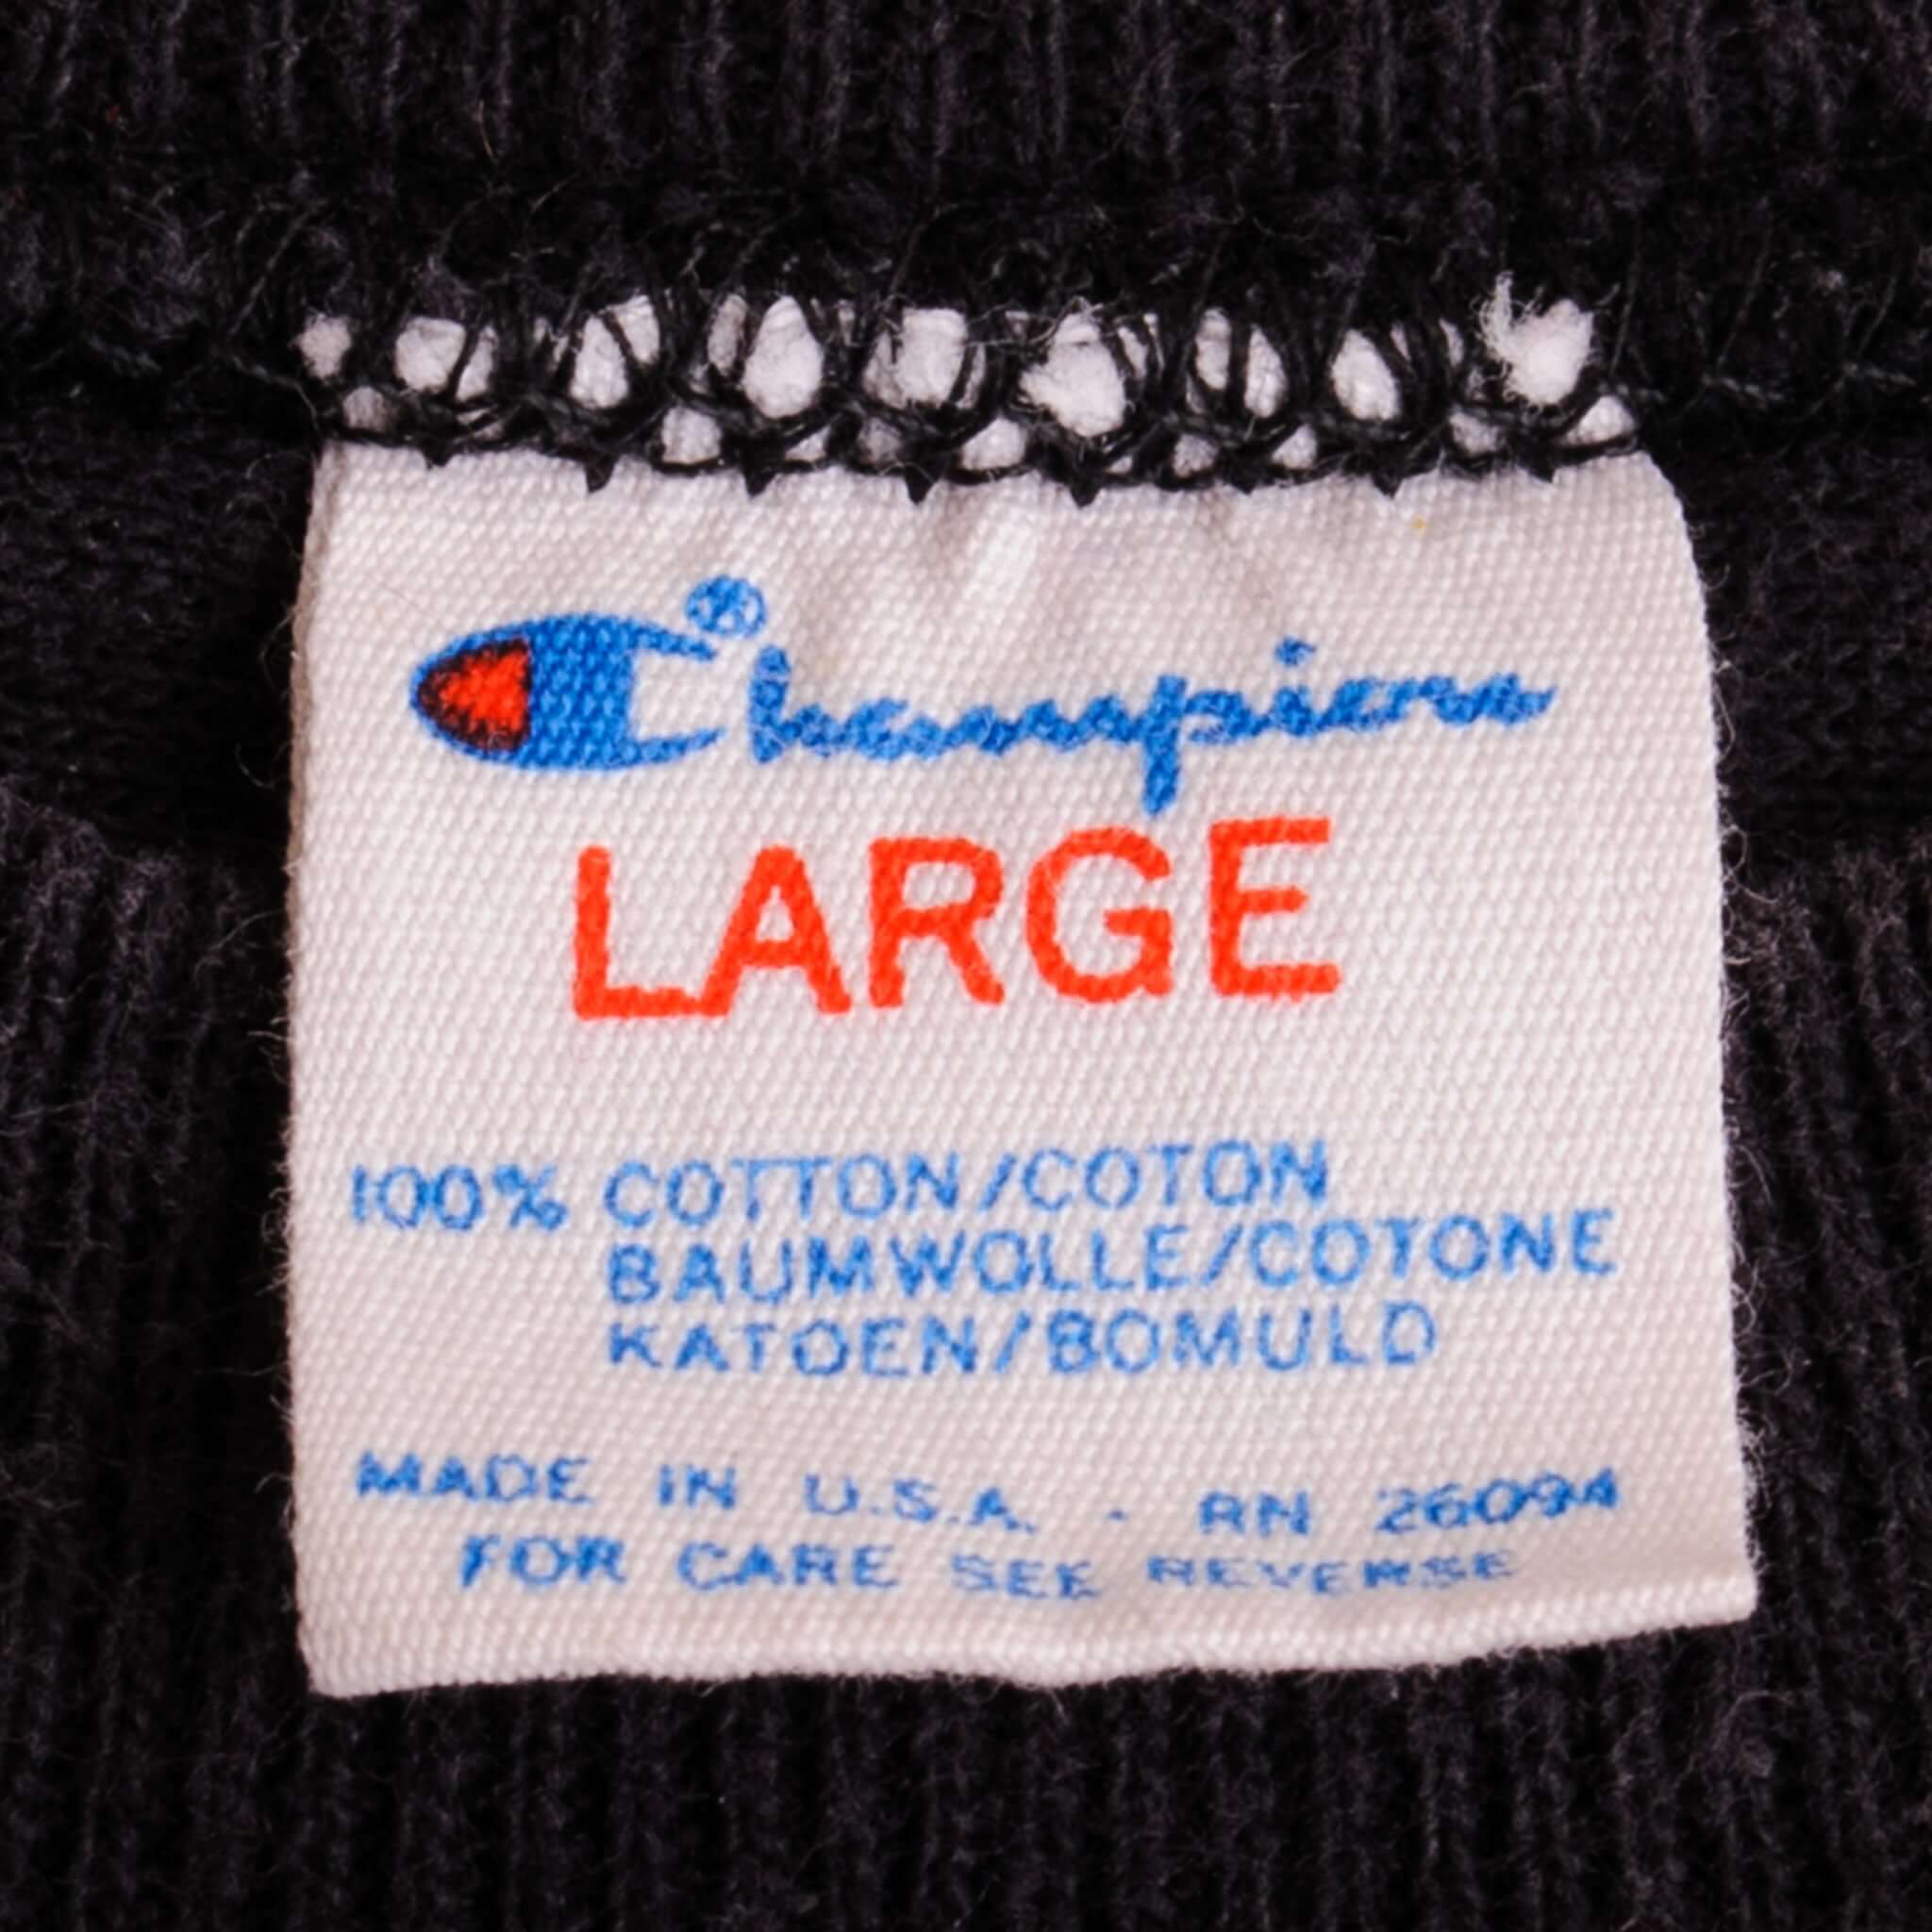 Champion®
LARGE
100% COTTON/COTON
BAUMWOLLE/COTONE
KATOEN/BOMULD
MADE IN U.S.A. - RN 26094
FOR CARE SEE REVERSE